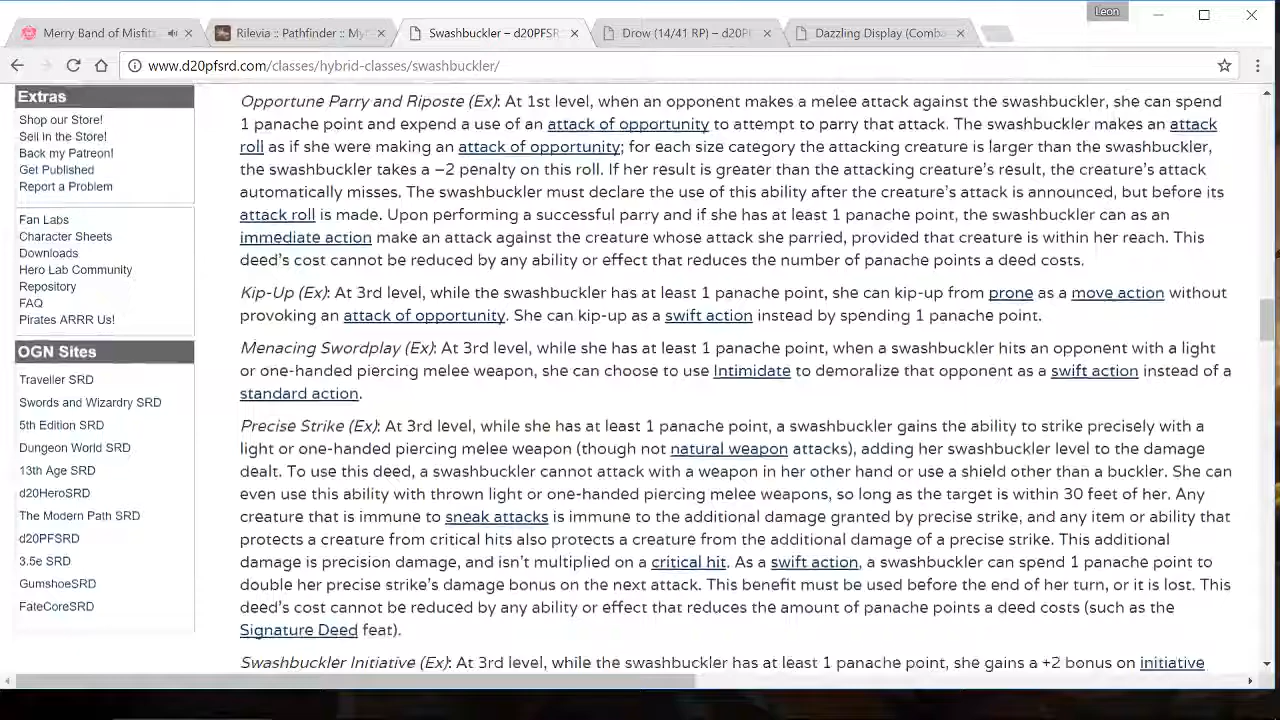 Leon
Merry Band of Misfits
Rilevia :: Pathfinder :: My
Swashbuckler – d20PFSR
Drow (14/41 RP) – d20P
Dazzling Display (Comba
www.d20pfsrd.com/classes/hybrid-classes/swashbuckler/
Extras
Shop our Store!
Sell in the Store!
Back my Patreon!
Get Published
Report a Problem
Fan Labs
Character Sheets
Downloads
Hero Lab Community
Repository
FAQ
Pirates ARRR Us!
OGN Sites
Traveller SRD
Swords and Wizardry SRD
5th Edition SRD
Dungeon World SRD
13th Age SRD
d20HeroSRD
The Modern Path SRD
d20PFSRD
3.5e SRD
GumshoeSRD
FateCoreSRD
Opportune Parry and Riposte (Ex): At 1st level, when an opponent makes a melee attack against the swashbuckler, she can spend
1 panache point and expend a use of an attack of opportunity to attempt to parry that attack. The swashbuckler makes an attack
roll as if she were making an attack of opportunity; for each size category the attacking creature is larger than the swashbuckler,
the swashbuckler takes a –2 penalty on this roll. If her result is greater than the attacking creature's result, the creature's attack
automatically misses. The swashbuckler must declare the use of this ability after the creature's attack is announced, but before its
attack roll is made. Upon performing a successful parry and if she has at least 1 panache point, the swashbuckler can as an
immediate action make an attack against the creature whose attack she parried, provided that creature is within her reach. This
deed's cost cannot be reduced by any ability or effect that reduces the number of panache points a deed costs.
Kip-Up (Ex): At 3rd level, while the swashbuckler has at least 1 panache point, she can kip-up from prone as a move action without
provoking an attack of opportunity. She can kip-up as a swift action instead by spending 1 panache point.
Menacing Swordplay (Ex): At 3rd level, while she has at least 1 panache point, when a swashbuckler hits an opponent with a light
or one-handed piercing melee weapon, she can choose to use Intimidate to demoralize that opponent as a swift action instead of a
standard action.
Precise Strike (Ex): At 3rd level, while she has at least 1 panache point, a swashbuckler gains the ability to strike precisely with a
light or one-handed piercing melee weapon (though not natural weapon attacks), adding her swashbuckler level to the damage
dealt. To use this deed, a swashbuckler cannot attack with a weapon in her other hand or use a shield other than a buckler. She can
even use this ability with thrown light or one-handed piercing melee weapons, so long as the target is within 30 feet of her. Any
creature that is immune to sneak attacks is immune to the additional damage granted by precise strike, and any item or ability that
protects a creature from critical hits also protects a creature from the additional damage of a precise strike. This additional
damage is precision damage, and isn't multiplied on a critical hit. As a swift action, a swashbuckler can spend 1 panache point to
double her precise strike's damage bonus on the next attack. This benefit must be used before the end of her turn, or it is lost. This
deed's cost cannot be reduced by any ability or effect that reduces the amount of panache points a deed costs (such as the
Signature Deed feat).
Swashbuckler Initiative (Ex): At 3rd level, while the swashbuckler has at least 1 panache point, she gains a +2 bonus on initiative